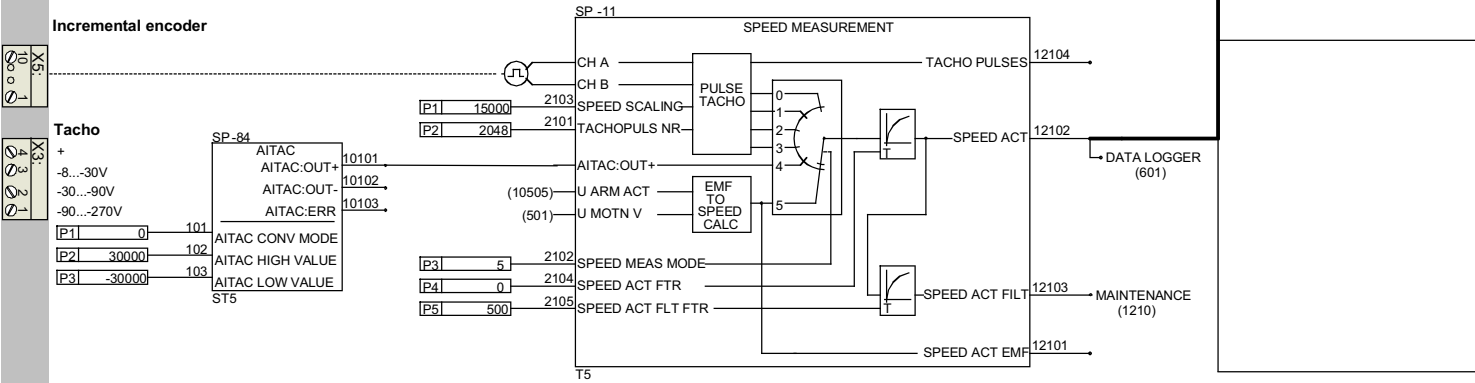 Incremental encoder
X5:
10
1
Tacho
X3:
4
3
2
1
+
-8...-30V
-30...-90V
-90...-270V
P1 0 101
P2 30000 102
P3 -30000 103
SP -84
AITAC
AITAC:OUT+ 10101
AITAC:OUT- 10102
AITAC:ERR 10103
AITAC CONV MODE
AITAC HIGH VALUE
AITAC LOW VALUE
ST5
SP -11
SPEED MEASUREMENT
CH A
CH B
P1 15000 2103 SPEED SCALING
P2 2048 2101 TACHOPULS NR
AITAC:OUT+
(10505) U ARM ACT
(501) U MOTN V
P3 5 2102 SPEED MEAS MODE
P4 0 2104 SPEED ACT FTR
P5 500 2105 SPEED ACT FLT FTR
PULSE
TACHO
EMF
TO
SPEED
CALC
0
1
2
3
4
5
T
T
TACHO PULSES 12104
SPEED ACT 12102
DATA LOGGER
(601)
SPEED ACT FILT 12103
MAINTENANCE
(1210)
SPEED ACT EMF 12101
T5